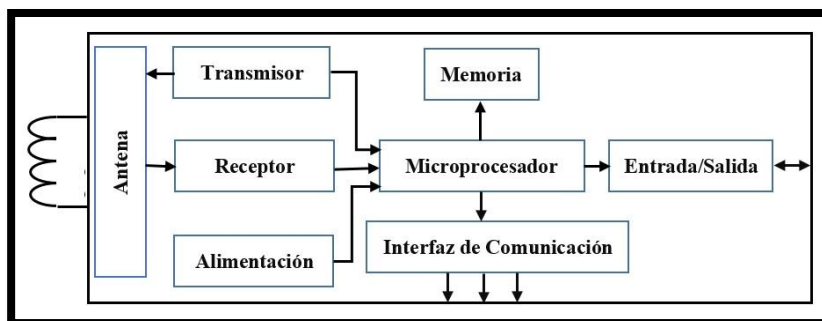 Transmisor
Memoria
Antena
Receptor
Microprocesador
Entrada/Salida
Alimentación
Interfaz de Comunicación